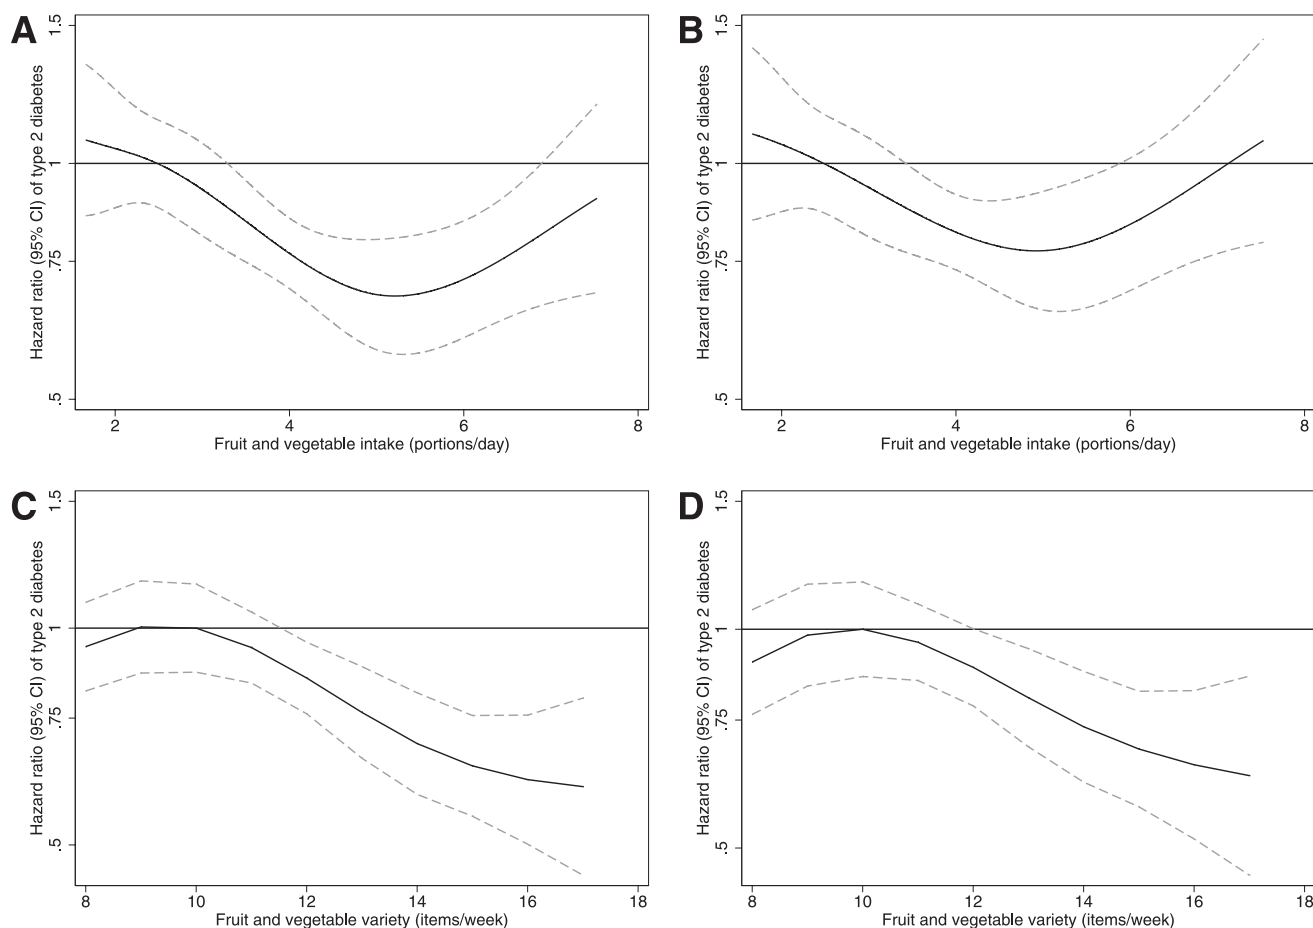 A
Hazard ratio (95% CI) of type 2 diabetes
1.5
1
.75
.5
2 4 6 8
Fruit and vegetable intake (portions/day)
B
Hazard ratio (95% CI) of type 2 diabetes
1.5
1
.75
.5
2 4 6 8
Fruit and vegetable intake (portions/day)
C
Hazard ratio (95% CI) of type 2 diabetes
1.5
1
.75
.5
8 10 12 14 16 18
Fruit and vegetable variety (items/week)
D
Hazard ratio (95% CI) of type 2 diabetes
1.5
1
.75
.5
8 10 12 14 16 18
Fruit and vegetable variety (items/week)